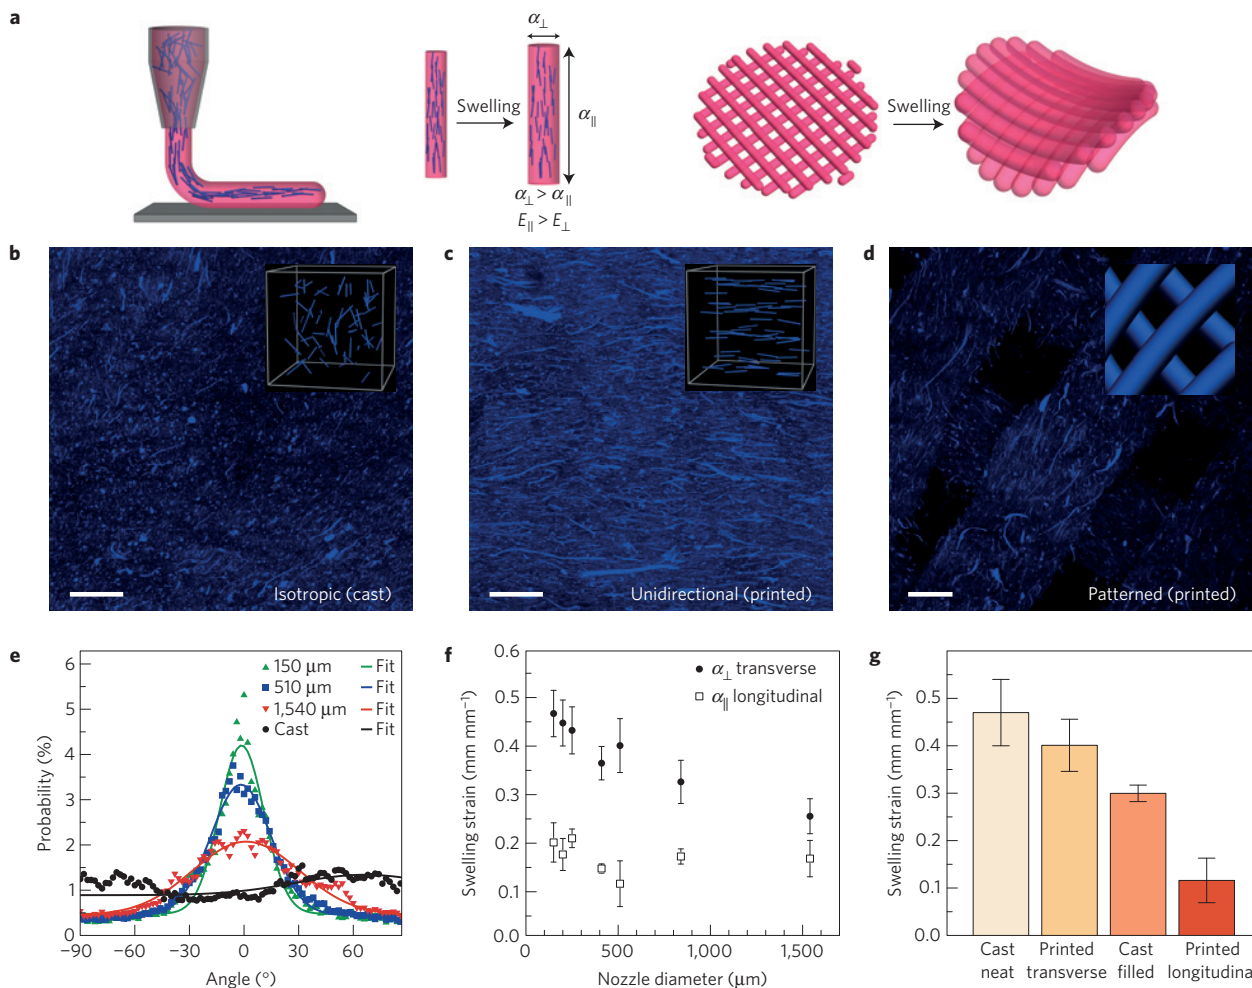 a
α⊥
Swelling
α∥
α⊥ > α∥
E∥ > E⊥
Swelling
b
Isotropic (cast)
c
Unidirectional (printed)
d
Patterned (printed)
e
Probability (%)
6
5
4
3
2
1
0
150 μm
Fit
510 μm
Fit
1,540 μm
Fit
Cast
Fit
−90
−60
−30
0
30
60
Angle (°)
f
Swelling strain (mm mm⁻¹)
0.6
0.5
0.4
0.3
0.2
0.1
0
α⊥ transverse
α∥ longitudinal
0
500
1,000
1,500
Nozzle diameter (μm)
g
Swelling strain (mm mm⁻¹)
0.5
0.4
0.3
0.2
0.1
0
Cast
neat
Printed
transverse
Cast
filled
Printed
longitudinal